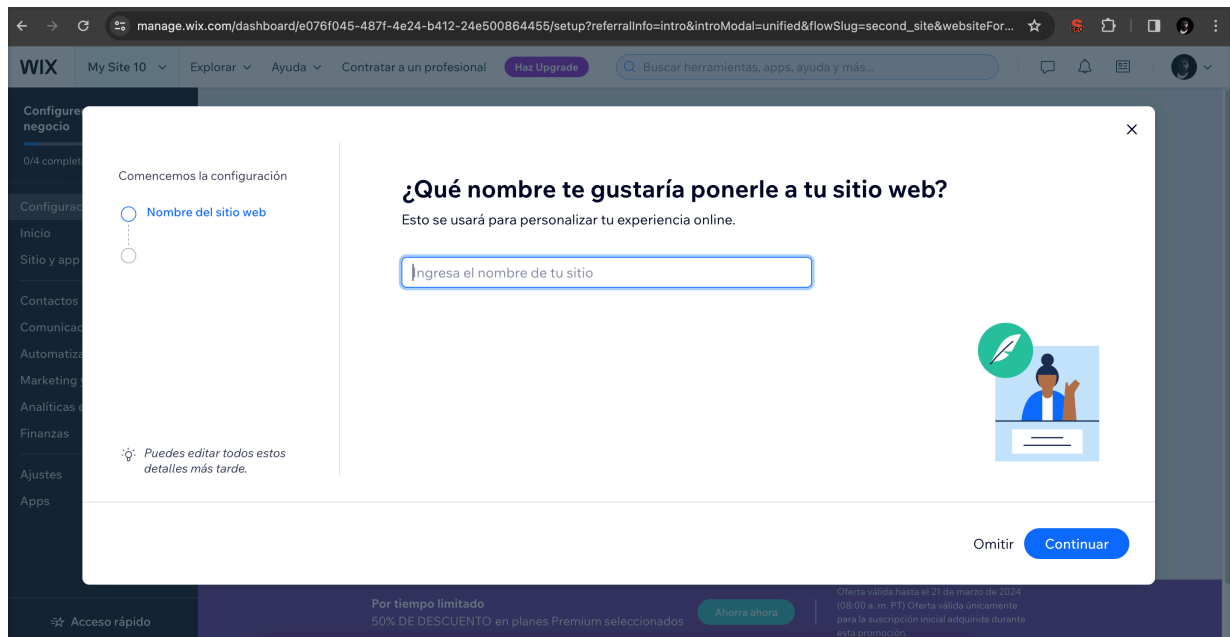 manage.wix.com/dashboard/e076f045-487f-4e24-b412-24e500864455/setup?referralInfo=intro&introModal=unified&flowSlug=second_site&websiteFor...
WIX My Site 10 Explorar Ayuda Contratar a un profesional Haz Upgrade Buscar herramientas, apps, ayuda y más...
negocio
0/4
Comencemos la configuración
Nombre del sitio web
¿Qué nombre te gustaría ponerle a tu sitio web?
Esto se usará para personalizar tu experiencia online.
Ingresa el nombre de tu sitio
Inicio
Sitio y app
Contactos
Marketing
Finanzas
Ajustes
Apps
Puedes editar todos estos
detalles más tarde.
Omitir Continuar
Acceso rápido
Por tiempo limitado
50% DE DESCUENTO en planes Premium seleccionados
Ahorra ahora
Oferta válida hasta el 21 de marzo de 2024
(08:00 a. m. PT) Oferta válida únicamente
para la suscripción inicial adquirida durante
esta promoción.